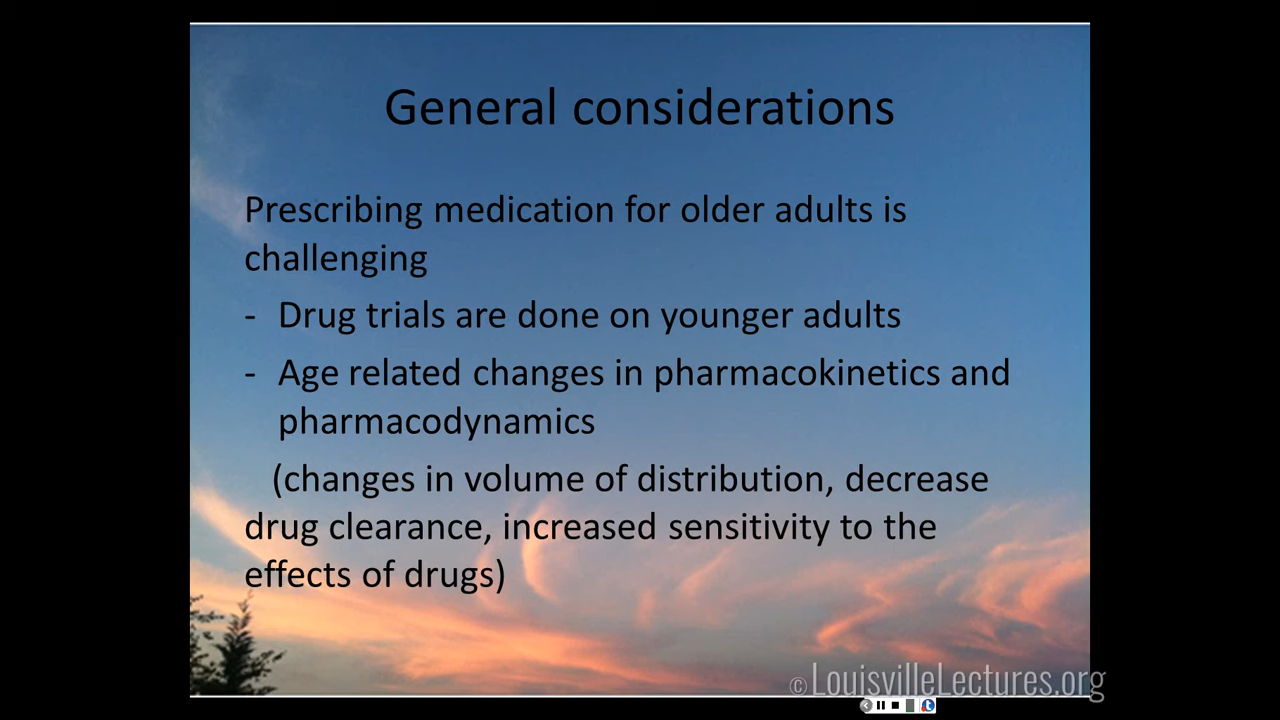 General considerations
Prescribing medication for older adults is
challenging
- Drug trials are done on younger adults
- Age related changes in pharmacokinetics and
pharmacodynamics
(changes in volume of distribution, decrease
drug clearance, increased sensitivity to the
effects of drugs)
© LouisvilleLectures.org